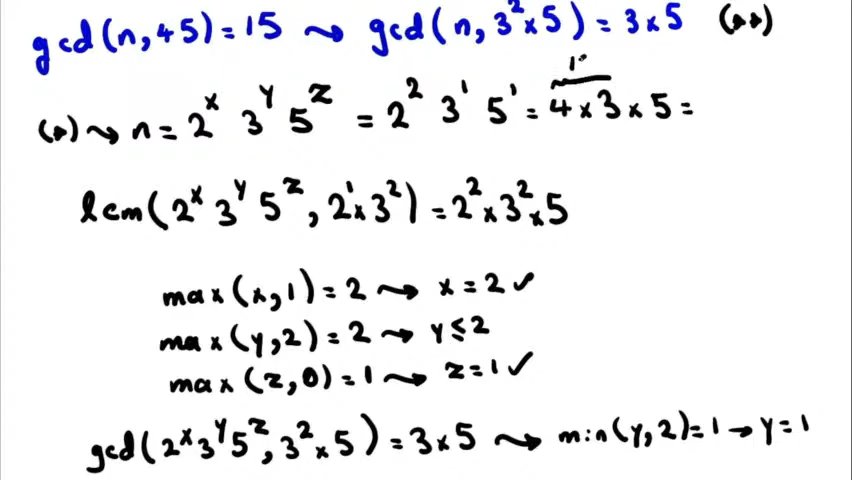 gcd(n,45)=15 ⇝ gcd(n,3²×5)=3×5 (**)
1
(*) ⇝ n=2ˣ 3ʸ 5ᶻ = 2² 3¹ 5¹ = 4×3×5=
lcm(2ˣ 3ʸ 5ᶻ, 2¹×3²)=2²×3²×5
max(x,1)=2 ⇝ x=2✓
max(y,2)=2 ⇝ y≤2
max(z,0)=1 ⇝ z=1✓
gcd(2ˣ3ʸ5ᶻ, 3²×5)=3×5 ⇝ min(y,2)=1→y=1